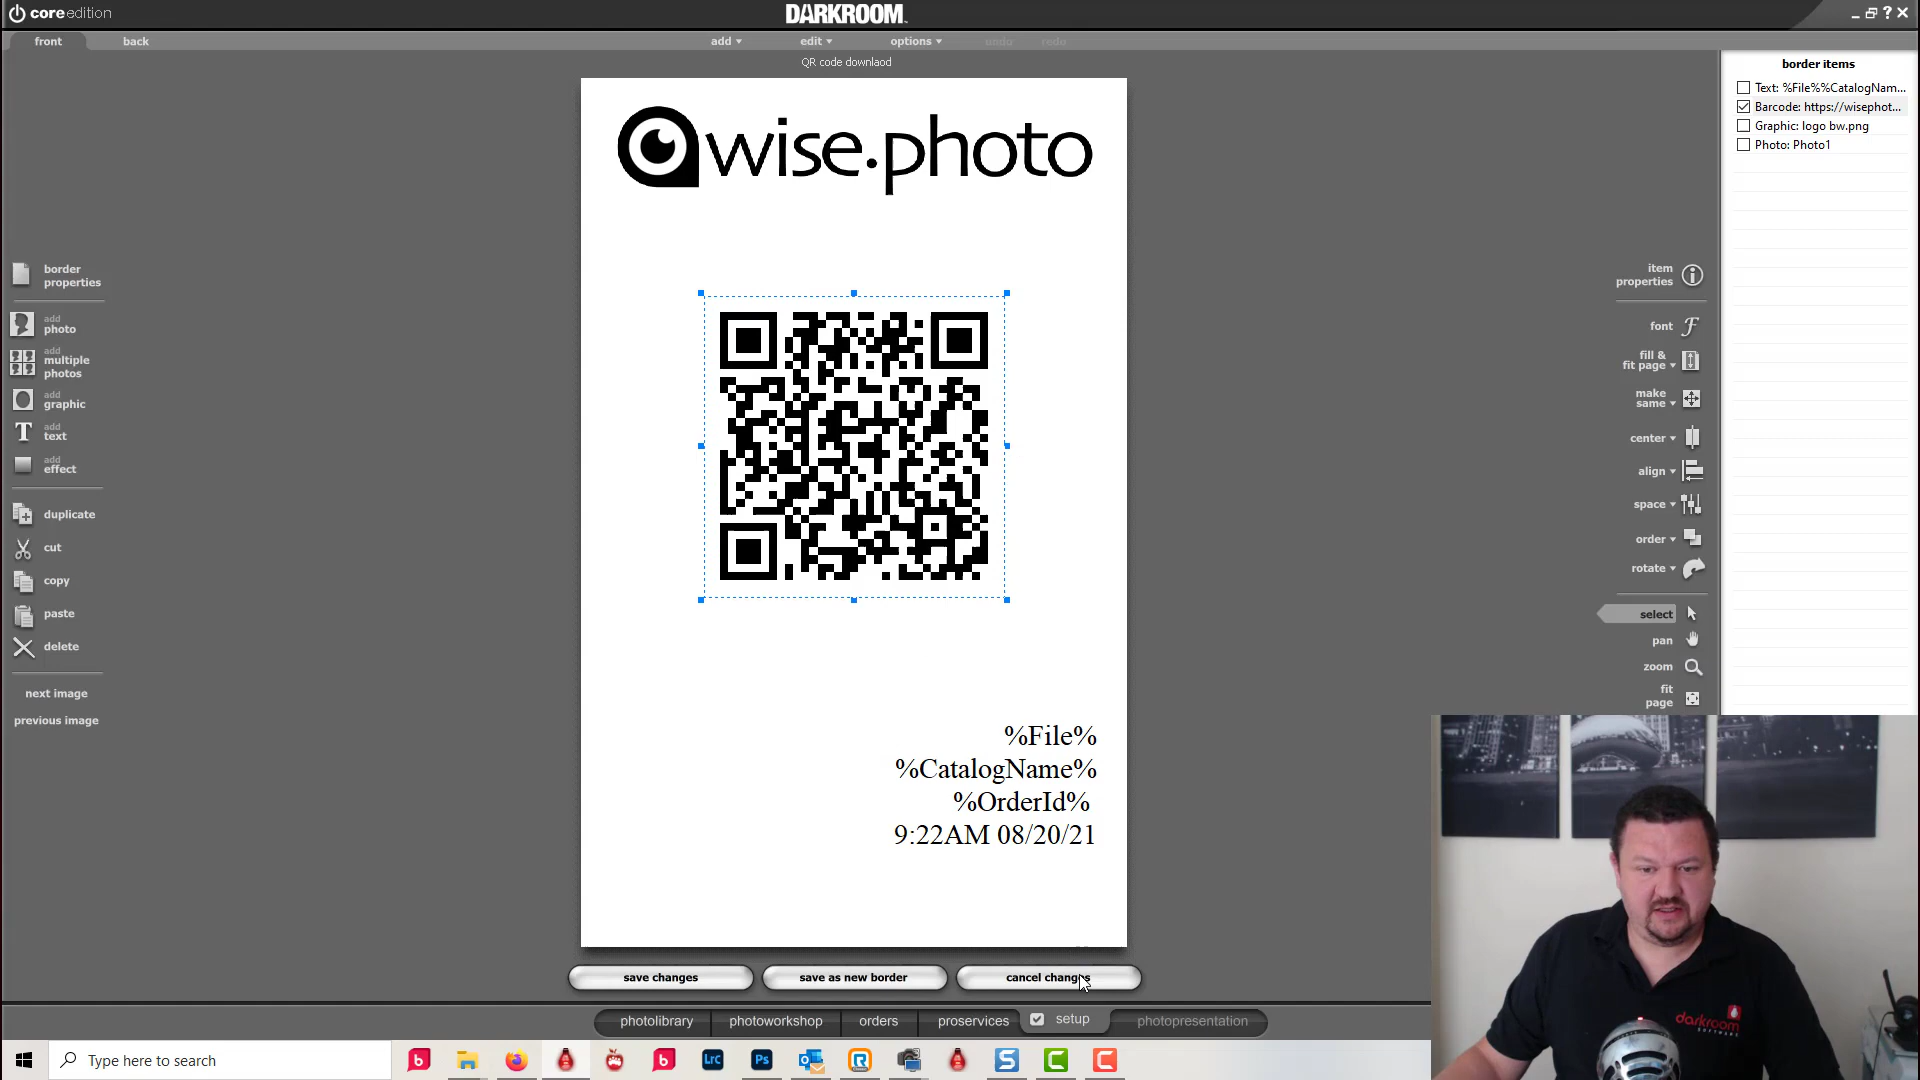 coreedition
DARKROOM
front
back
add
edit
options
undo
redo
QR code downlaod
border items
Text: %File%%CatalogNam...
Barcode: https://wisephot...
Graphic: logo bw.png
Photo: Photo1
wise.photo
border
properties
add
photo
add
multiple
photos
add
graphic
add
text
add
effect
duplicate
cut
copy
paste
delete
next image
previous image
item
properties
font
fill &
fit page
make
same
center
align
space
order
rotate
select
pan
zoom
fit
page
%File%
%CatalogName%
%OrderId%
9:22AM 08/20/21
save changes
save as new border
cancel changes
photolibrary
photoworkshop
orders
proservices
setup
photopresentation
Type here to search
Lrc
Ps
darkroom
SOFTWARE